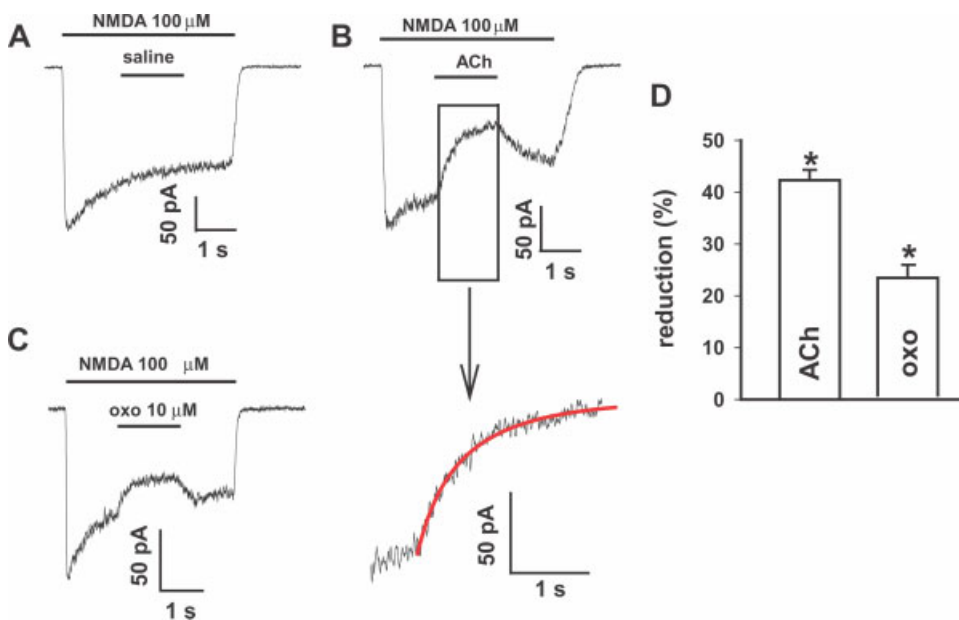 A
NMDA 100 μM
saline
50 pA
1 s
B
NMDA 100 μM
ACh
50 pA
1 s
C
NMDA 100 μM
oxo 10 μM
50 pA
1 s
50 pA
1 s
D
reduction (%)
50
40
30
20
10
0
*
*
ACh
oxo